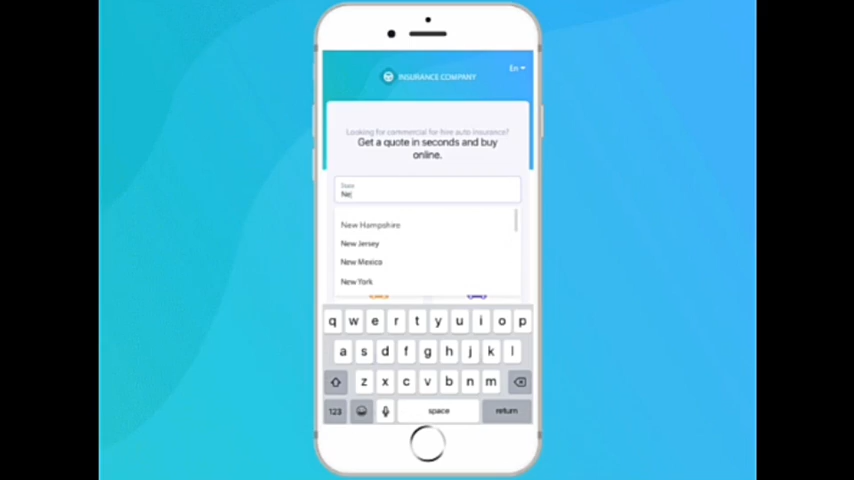 En
INSURANCE COMPANY
Looking for commercial for-hire auto insurance?
Get a quote in seconds and buy
online.
State
Ne
New Hampshire
New Jersey
New Mexico
New York
q w e r t y u i o p
a s d f g h j k l
z x c v b n m
123 space return